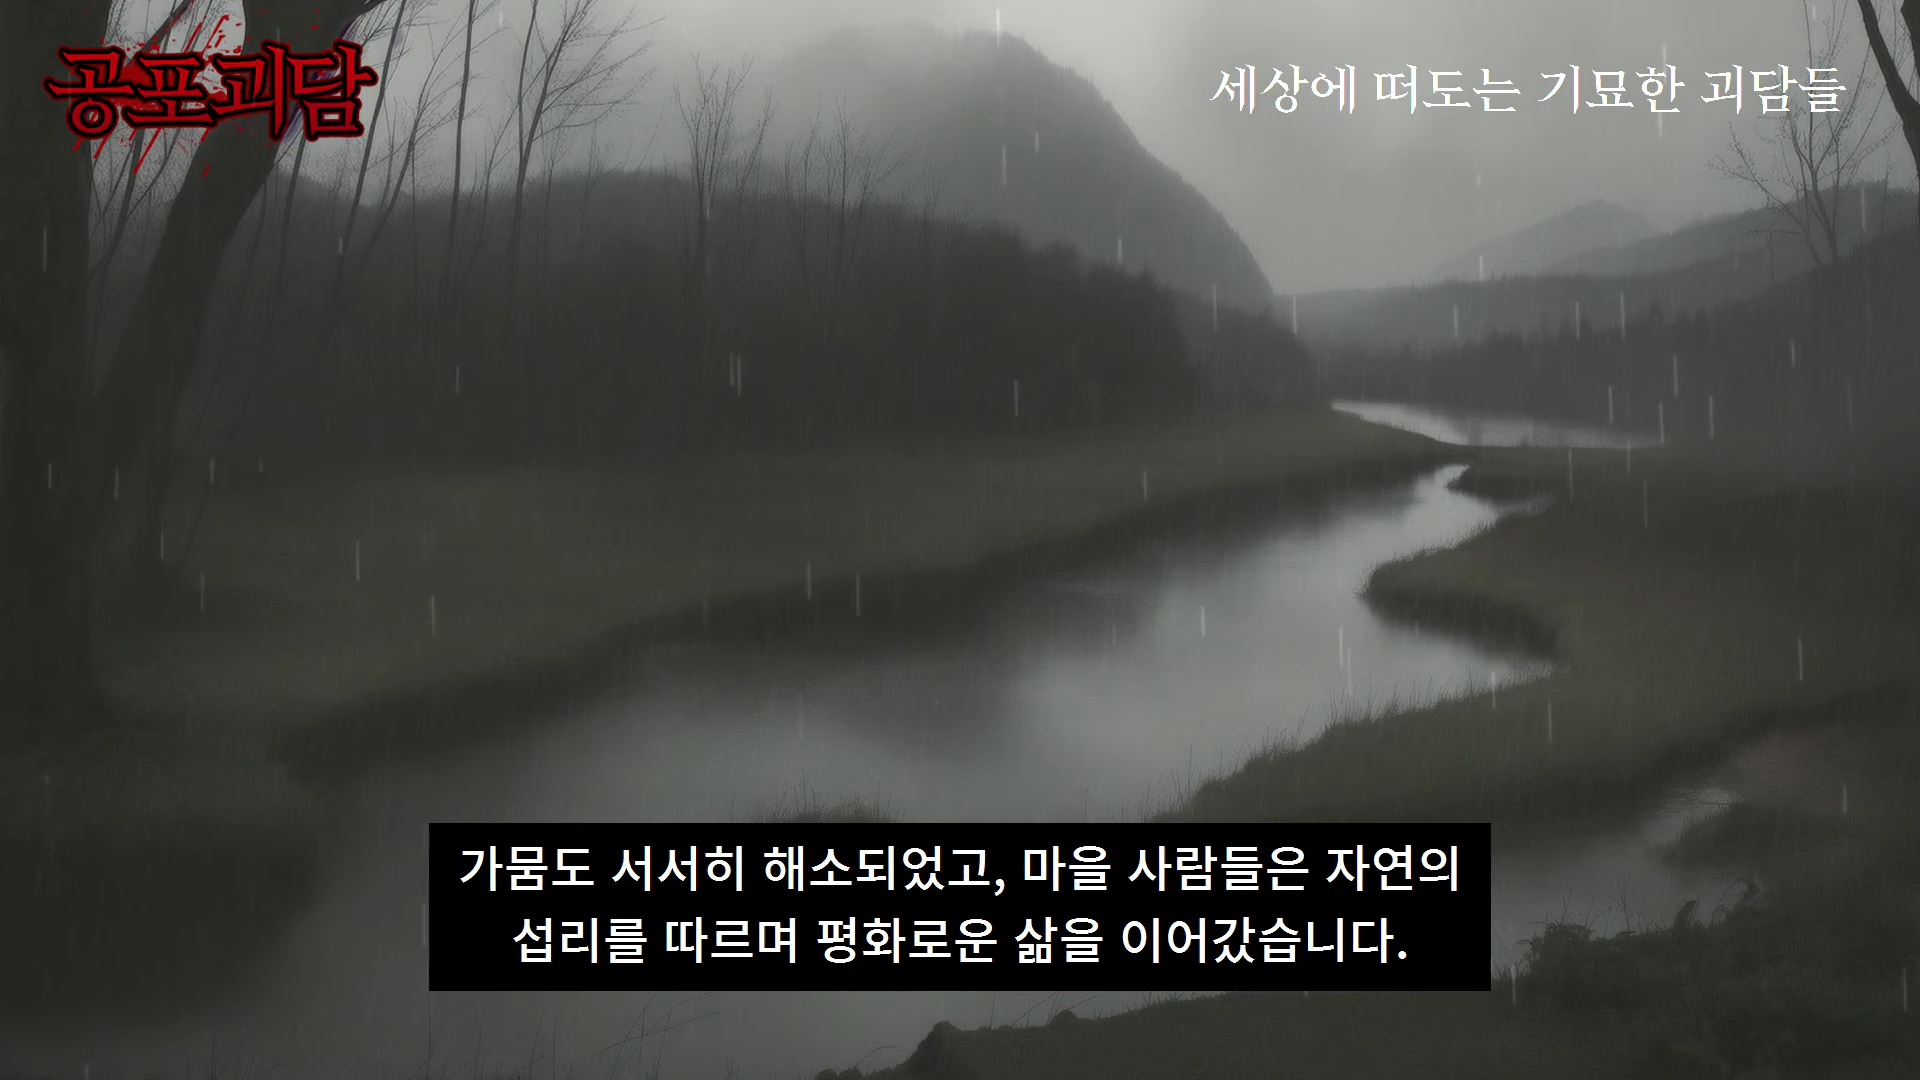 공포괴담
세상에 떠도는 기묘한 괴담들
가뭄도 서서히 해소되었고, 마을 사람들은 자연의
섭리를 따르며 평화로운 삶을 이어갔습니다.